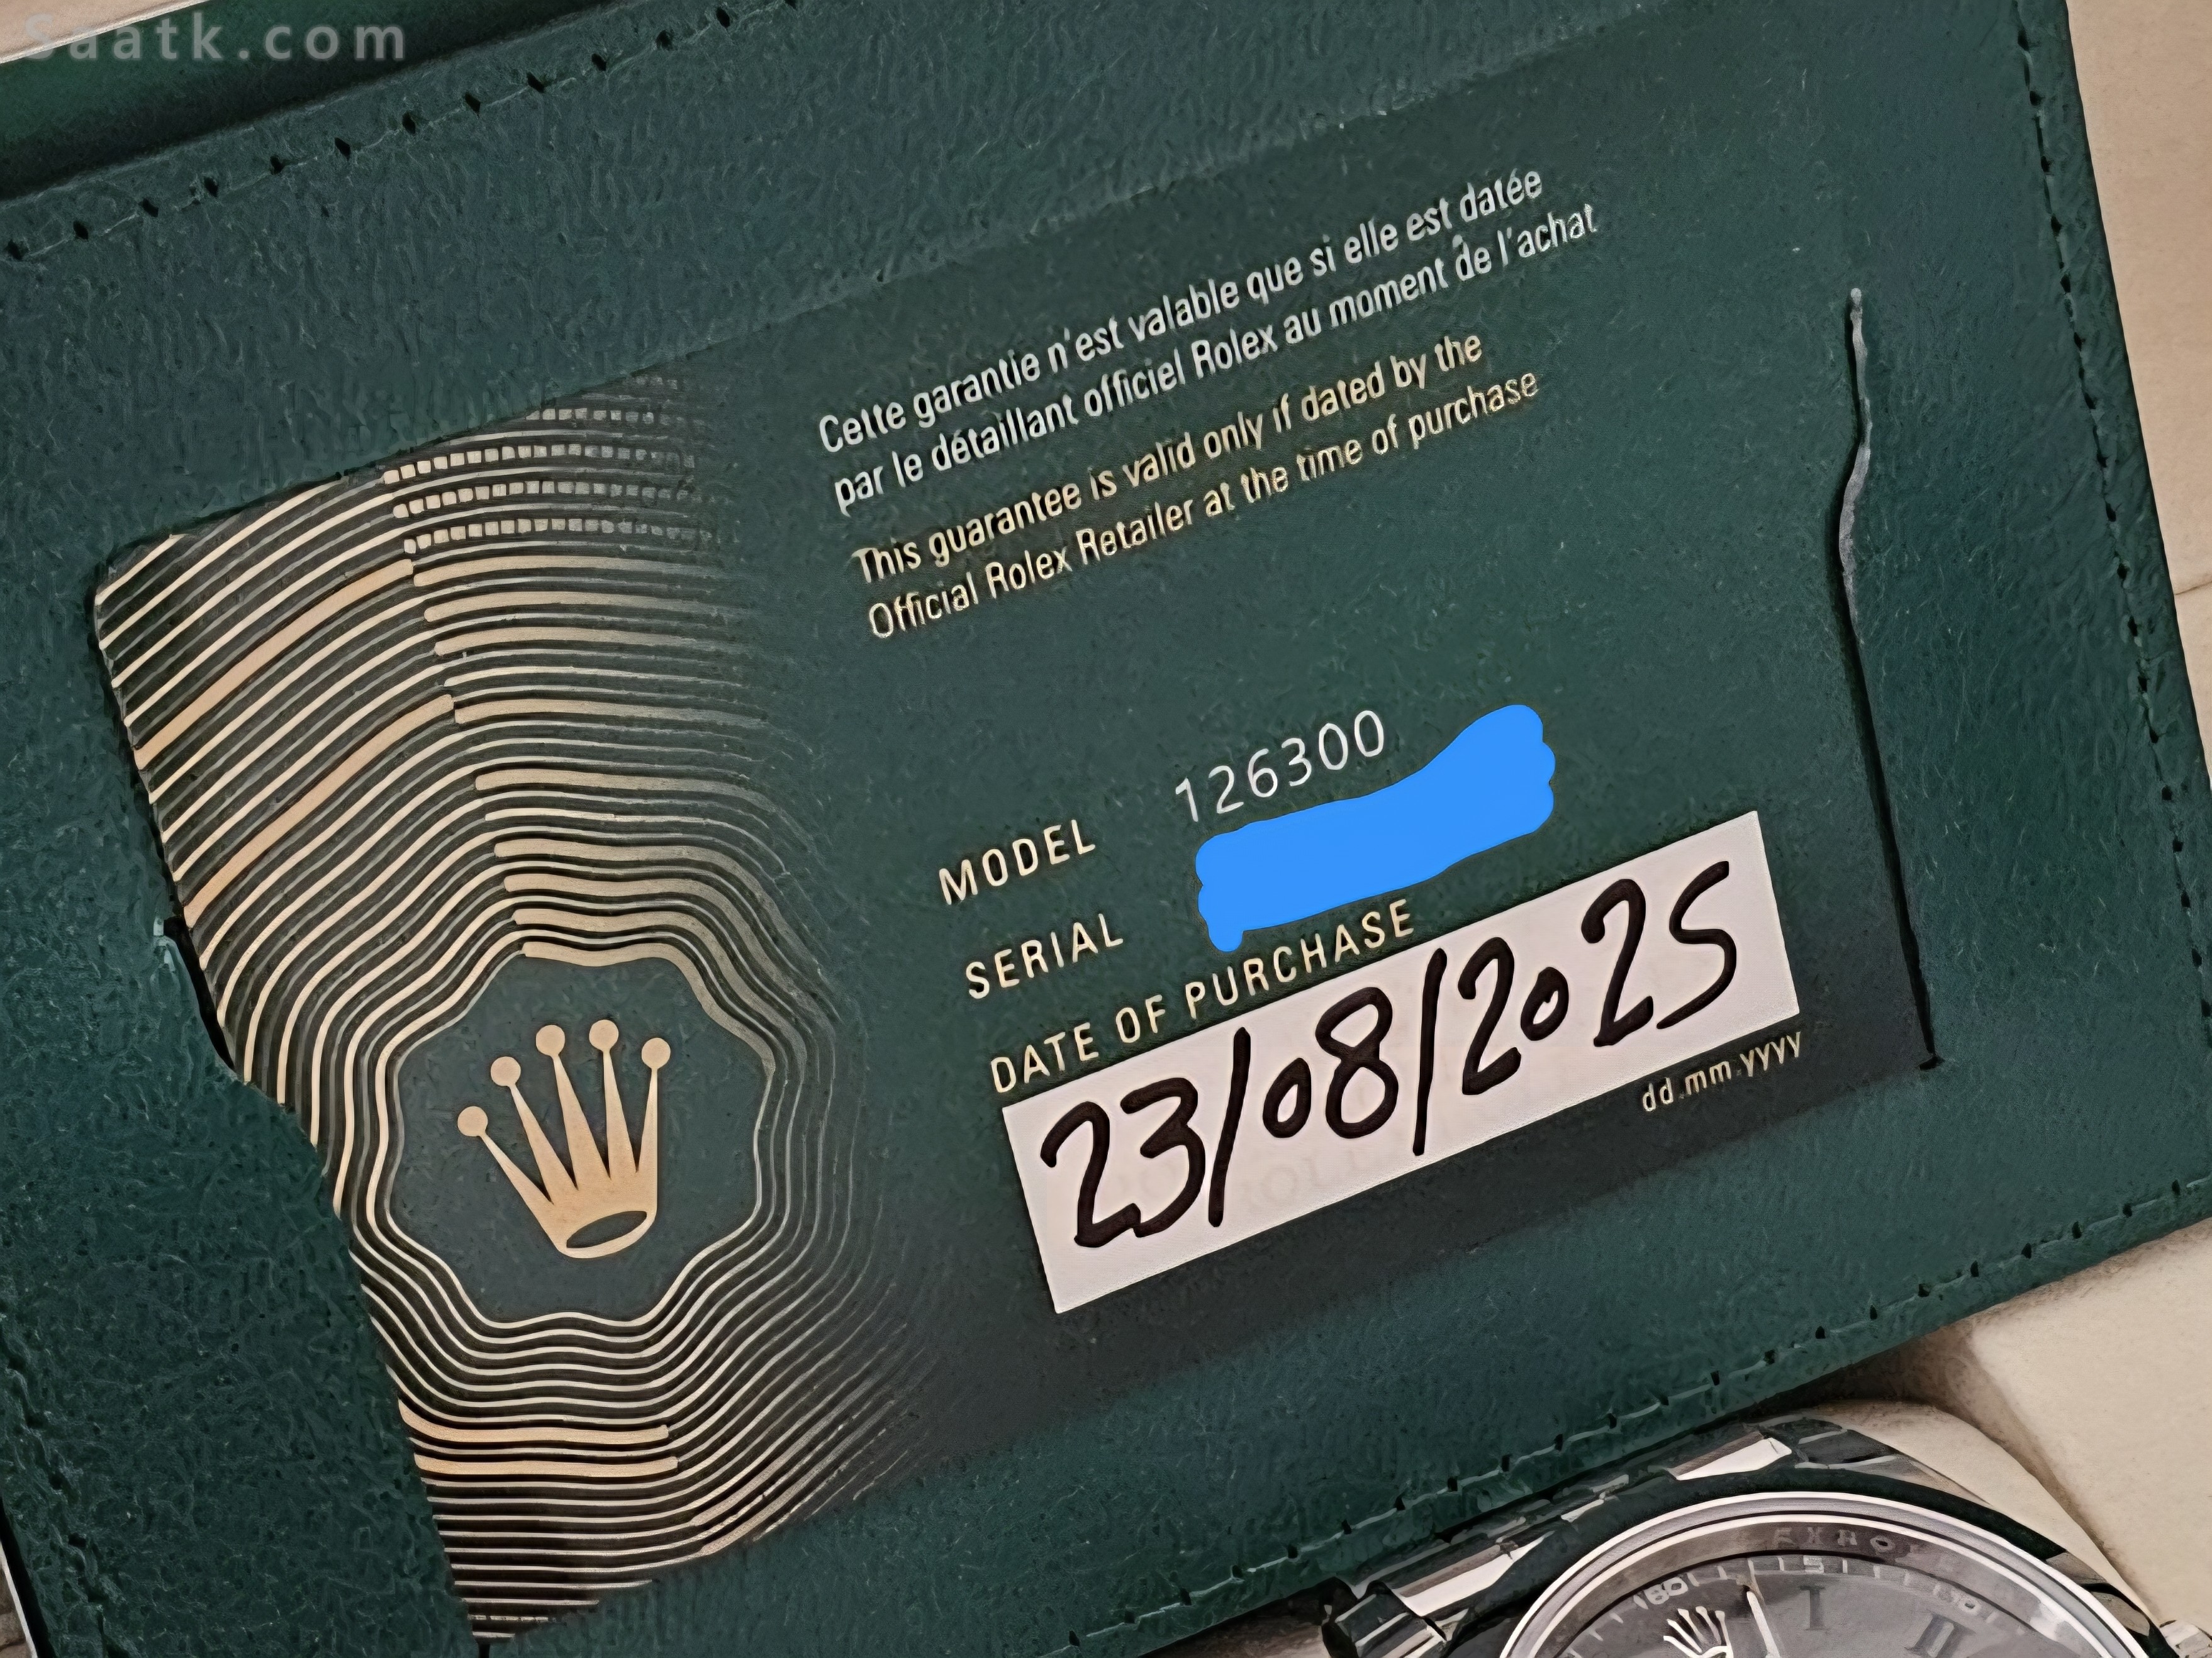 Saatk.com
Cette garantie n'est valable que si elle est datée
par le détaillant officiel Rolex au moment de l'achat
This guarantee is valid only if dated by the
Official Rolex Retailer at the time of purchase
MODEL 126300
SERIAL
DATE OF PURCHASE
23/08/2025
dd.mm.yyyy
I
II